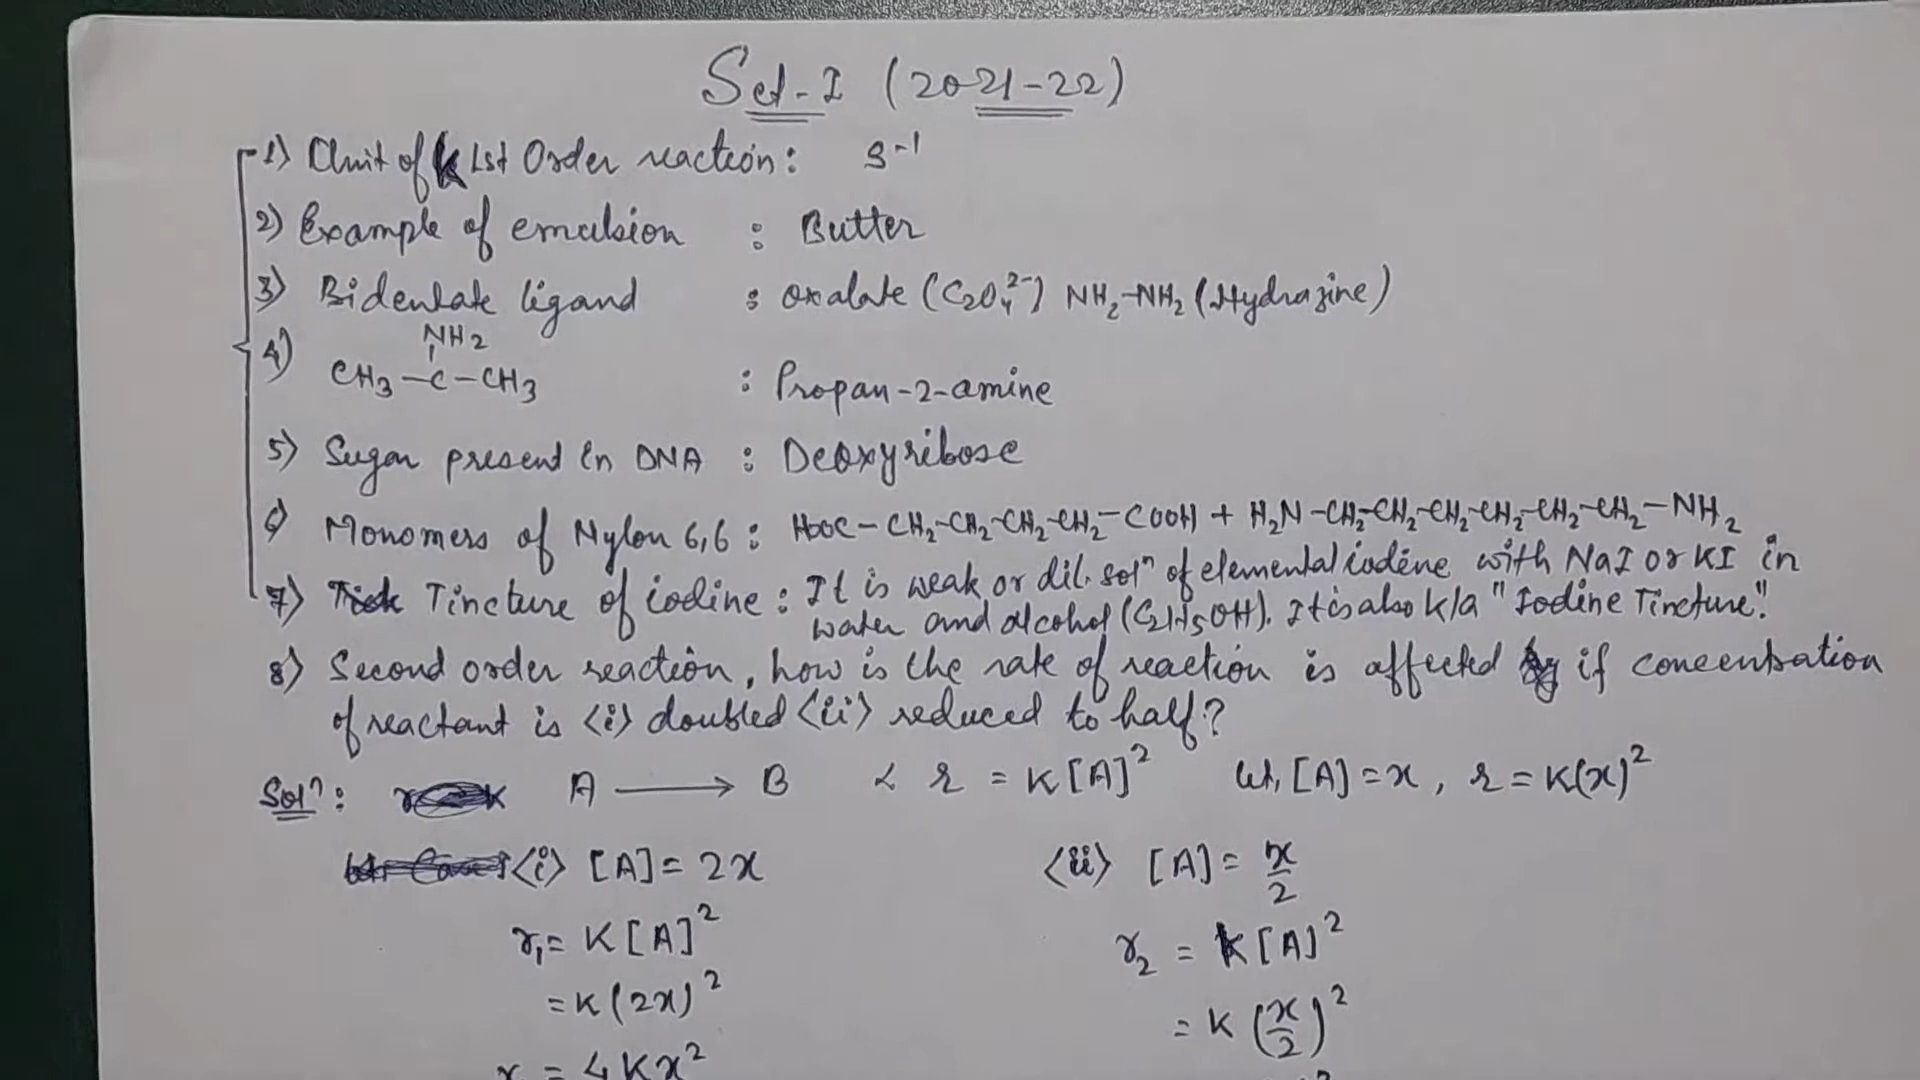 Set-I (2021-22)
1) Unit of k 1st Order reaction: s⁻¹
2) Example of emulsion : Butter
3) Bidentate ligand : oxalate (C₂O₄²⁻) NH₂-NH₂ (Hydrazine)
NH₂
4) CH₃-C-CH₃ : Propan-2-amine
5) Sugar present in DNA : Deoxyribose
6) Monomers of Nylon 6,6 : HOOC-CH₂-CH₂-CH₂-CH₂-COOH + H₂N-CH₂-CH₂-CH₂-CH₂-CH₂-CH₂-NH₂
7) Tincture of iodine : It is weak or dil. solⁿ of elemental iodine with NaI or KI in
water and alcohol (C₂H₅OH). It is also k/a "Iodine Tincture".
8) Second order reaction, how is the rate of reaction is affected if concentration
of reactant is <i> doubled <ii> reduced to half?
Solⁿ: A ⟶ B & r = K[A]² let, [A] = x, r = K(x)²
<i> [A] = 2x <ii> [A] = x/2
r₁ = K[A]² r₂ = k[A]²
= K(2x)² = K(x/2)²
= 4Kx²